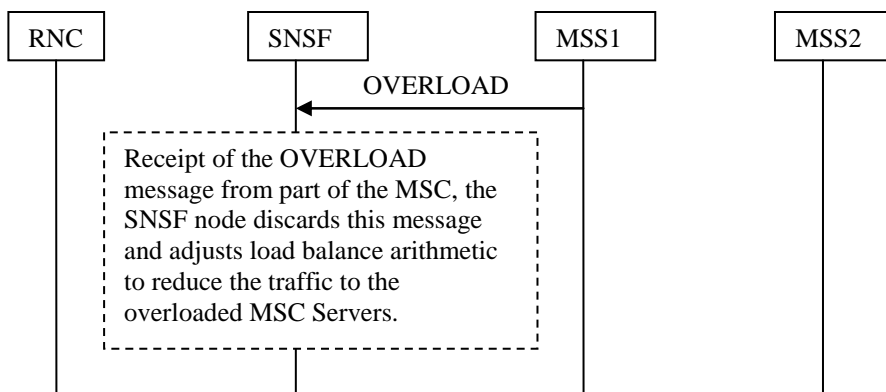 RNC SNSF MSS1 MSS2
OVERLOAD
Receipt of the OVERLOAD
message from part of the MSC, the
SNSF node discards this message
and adjusts load balance arithmetic
to reduce the traffic to the
overloaded MSC Servers.